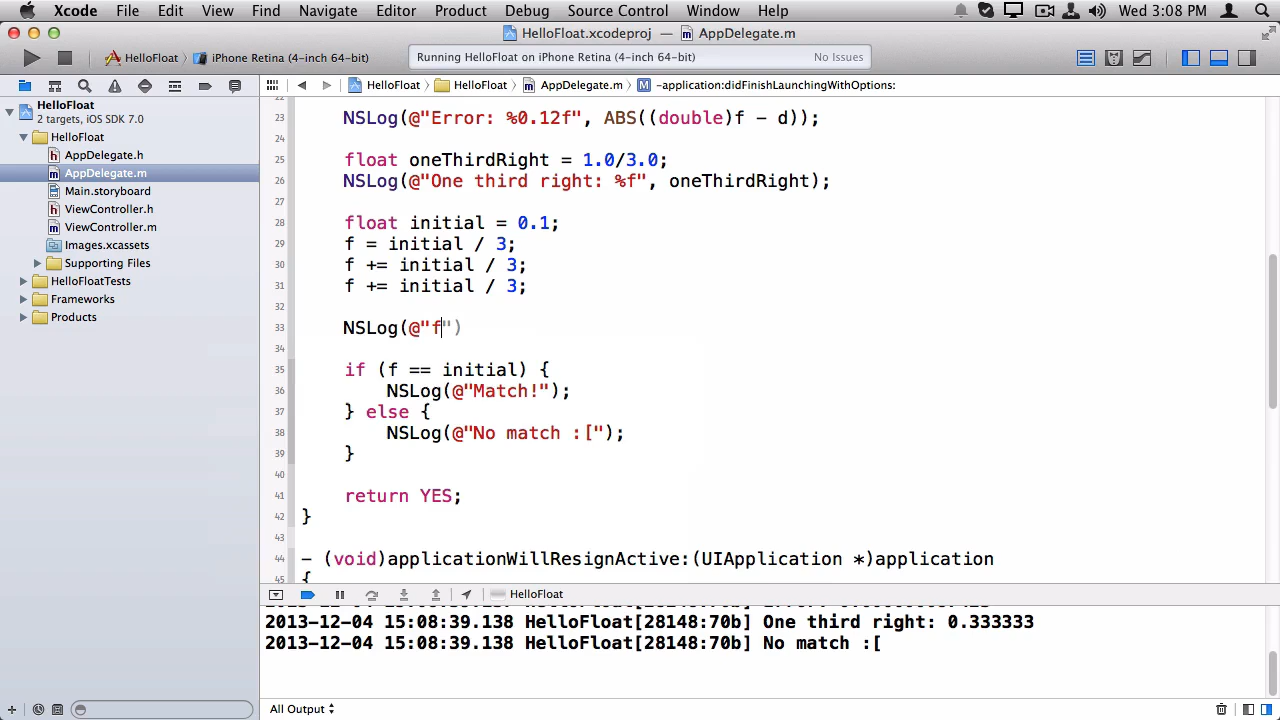 Xcode File Edit View Find Navigate Editor Product Debug Source Control Window Help Wed 3:08 PM
HelloFloat.xcodeproj — AppDelegate.m
HelloFloat iPhone Retina (4-inch 64-bit) Running HelloFloat on iPhone Retina (4-inch 64-bit) No Issues
HelloFloat HelloFloat AppDelegate.m -application:didFinishLaunchingWithOptions:
HelloFloat
2 targets, iOS SDK 7.0
HelloFloat
AppDelegate.h
AppDelegate.m
Main.storyboard
ViewController.h
ViewController.m
Images.xcassets
Supporting Files
HelloFloatTests
Frameworks
Products
23 NSLog(@"Error: %0.12f", ABS((double)f - d));
24
25 float oneThirdRight = 1.0/3.0;
26 NSLog(@"One third right: %f", oneThirdRight);
27
28 float initial = 0.1;
29 f = initial / 3;
30 f += initial / 3;
31 f += initial / 3;
32
33 NSLog(@"f")
34
35 if (f == initial) {
36 NSLog(@"Match!");
37 } else {
38 NSLog(@"No match :[");
39 }
40
41 return YES;
42 }
43
44 - (void)applicationWillResignActive:(UIApplication *)application
45 {
HelloFloat
2013-12-04 15:08:39.138 HelloFloat[28148:70b] One third right: 0.333333
2013-12-04 15:08:39.138 HelloFloat[28148:70b] No match :[
All Output